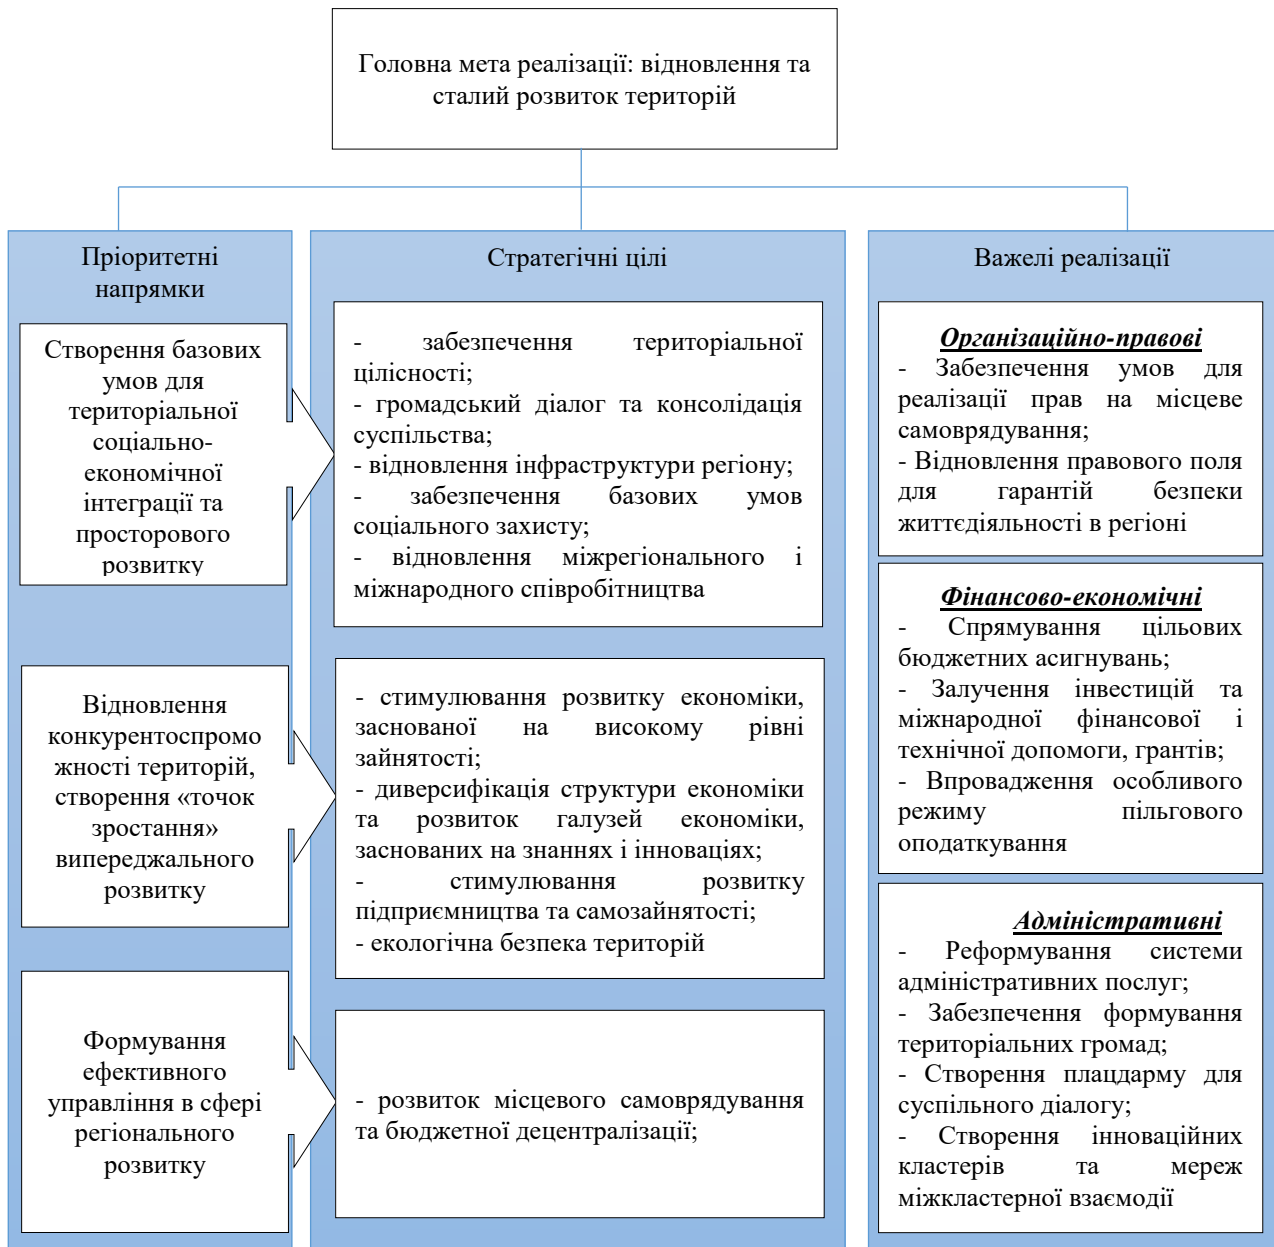 Головна мета реалізації: відновлення та
сталий розвиток територій
Пріоритетні
напрямки
Створення базових
умов для
територіальної
соціально-
економічної
інтеграції та
просторового
розвитку
Відновлення
конкурентоспромо
жності територій,
створення «точок
зростання»
випереджального
розвитку
Формування
ефективного
управління в сфері
регіонального
розвитку
Стратегічні цілі
- забезпечення територіальної
цілісності;
- громадський діалог та консолідація
суспільства;
- відновлення інфраструктури регіону;
- забезпечення базових умов
соціального захисту;
- відновлення міжрегіонального і
міжнародного співробітництва
- стимулювання розвитку економіки,
заснованої на високому рівні
зайнятості;
- диверсифікація структури економіки
та розвиток галузей економіки,
заснованих на знаннях і інноваціях;
- стимулювання розвитку
підприємництва та самозайнятості;
- екологічна безпека територій
- розвиток місцевого самоврядування
та бюджетної децентралізації;
Важелі реалізації
Організаційно-правові
- Забезпечення умов для
реалізації прав на місцеве
самоврядування;
- Відновлення правового поля
для гарантій безпеки
життєдіяльності в регіоні
Фінансово-економічні
- Спрямування цільових
бюджетних асигнувань;
- Залучення інвестицій та
міжнародної фінансової і
технічної допомоги, грантів;
- Впровадження особливого
режиму пільгового
оподаткування
Адміністративні
- Реформування системи
адміністративних послуг;
- Забезпечення формування
територіальних громад;
- Створення плацдарму для
суспільного діалогу;
- Створення інноваційних
кластерів та мереж
міжкластерної взаємодії